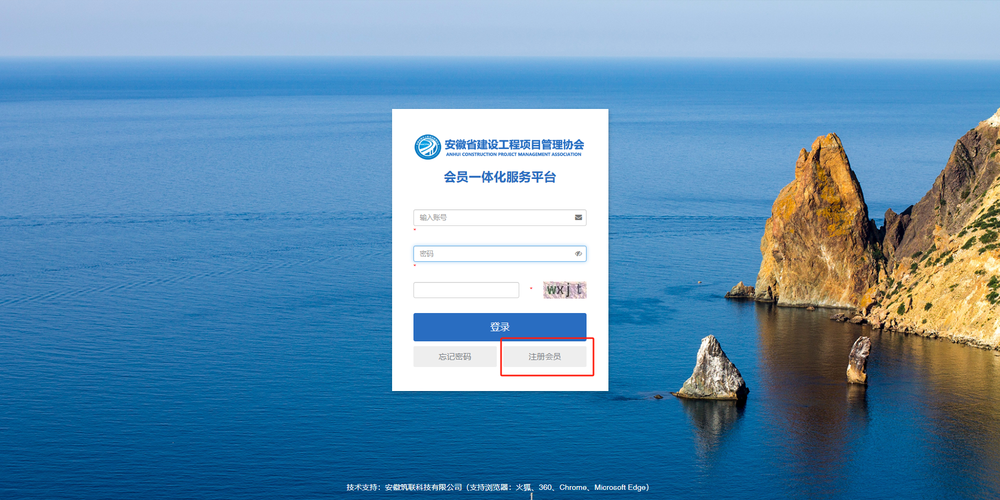 安徽省建设工程项目管理协会
ANHUI CONSTRUCTION PROJECT MANAGEMENT ASSOCIATION
会员一体化服务平台
输入账号
*
密码
*
* wxjt
登录
忘记密码 注册会员
技术支持：安徽筑联科技有限公司（支持浏览器：火狐、360、Chrome、Microsoft Edge）